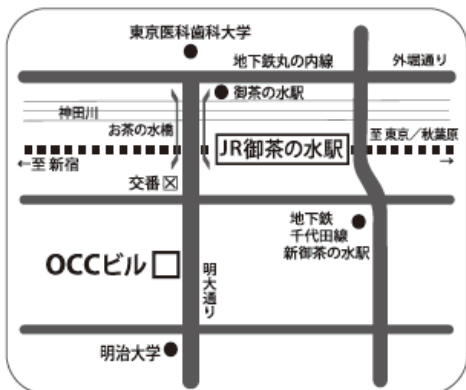 東京医科歯科大学
地下鉄丸の内線
外堀通り
御茶の水駅
神田川
お茶の水橋
JR御茶の水駅
至 東京／秋葉原
→
←至 新宿
交番
地下鉄
千代田線
新御茶の水駅
OCCビル
明大通り
明治大学